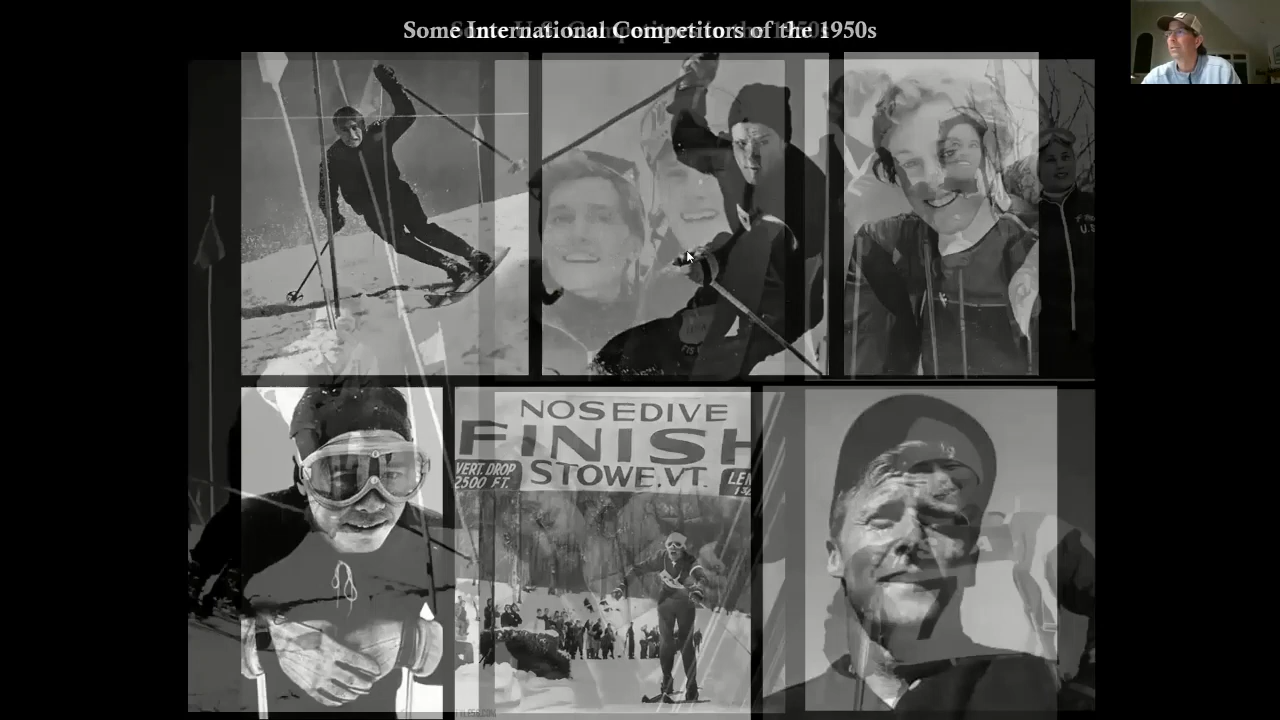 Some International Competitors of the 1950s
NOSEDIVE
FINISH
VERT. DROP
2500 FT.
STOWE, VT.